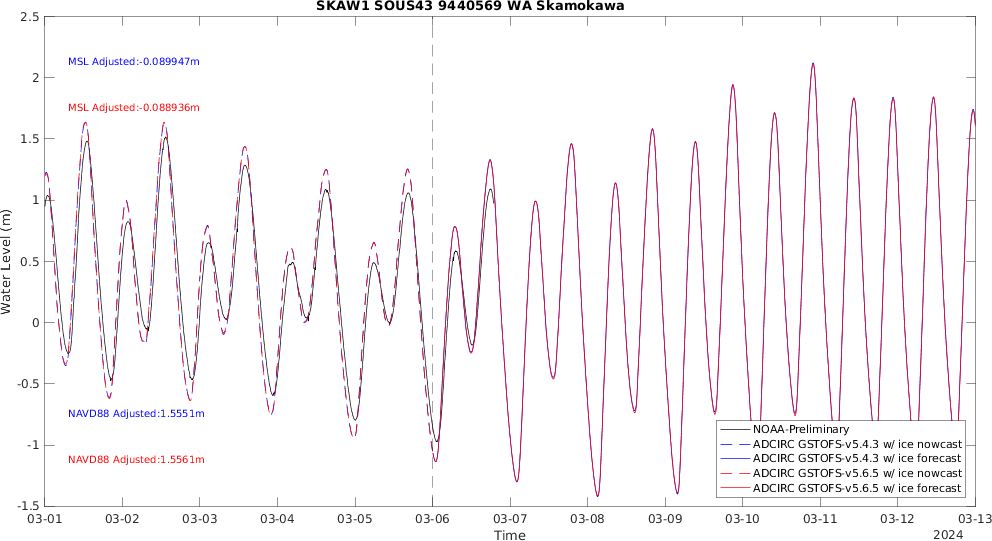 SKAW1 SOUS43 9440569 WA Skamokawa
2.5
2
1.5
1
0.5
0
-0.5
-1
-1.5
Water Level (m)
MSL Adjusted:-0.089947m
MSL Adjusted:-0.088936m
NAVD88 Adjusted:1.5551m
NAVD88 Adjusted:1.5561m
NOAA-Preliminary
ADCIRC GSTOFS-v5.4.3 w/ ice nowcast
ADCIRC GSTOFS-v5.4.3 w/ ice forecast
ADCIRC GSTOFS-v5.6.5 w/ ice nowcast
ADCIRC GSTOFS-v5.6.5 w/ ice forecast
03-01 03-02 03-03 03-04 03-05 03-06 03-07 03-08 03-09 03-10 03-11 03-12 03-13
Time
2024